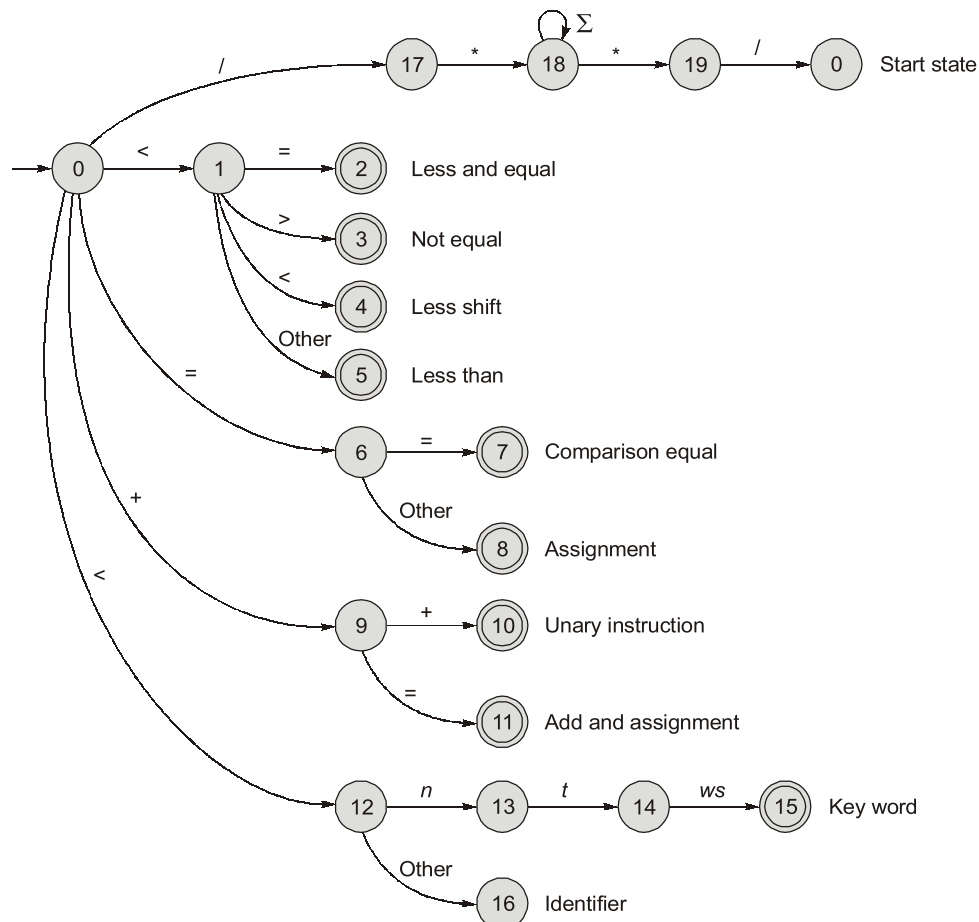 Σ
/ 17 * 18 * 19 / 0 Start state
0 < 1 = 2 Less and equal
> 3 Not equal
< 4 Less shift
Other 5 Less than
= 6 = 7 Comparison equal
Other 8 Assignment
+ 9 + 10 Unary instruction
= 11 Add and assignment
< 12 n 13 t 14 ws 15 Key word
Other 16 Identifier